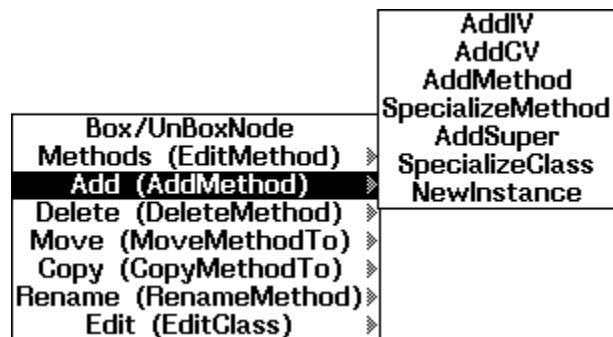 Box/UnBoxNode
Methods (EditMethod)
Add (AddMethod)
Delete (DeleteMethod)
Move (MoveMethodTo)
Copy (CopyMethodTo)
Rename (RenameMethod)
Edit (EditClass)
AddIV
AddCV
AddMethod
SpecializeMethod
AddSuper
SpecializeClass
NewInstance